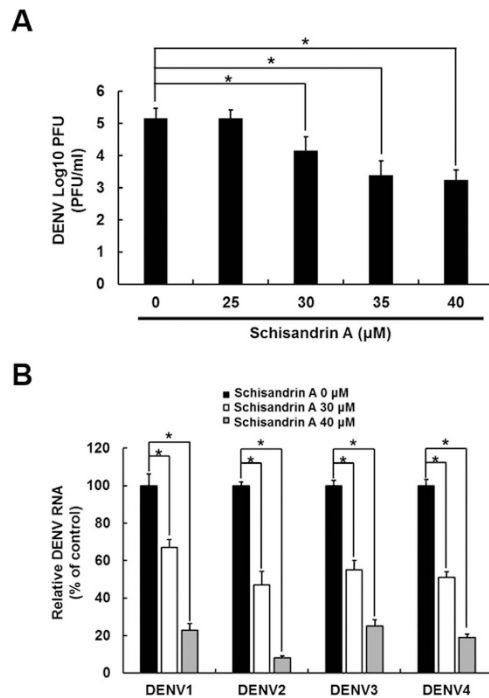 A
*
*
*
DENV Log10 PFU
(PFU/ml)
6
5
4
3
2
1
0
0 25 30 35 40
Schisandrin A (µM)
B
Schisandrin A 0 µM
Schisandrin A 30 µM
Schisandrin A 40 µM
Relative DENV RNA
(% of control)
120
100
80
60
40
20
0
* * * *
* * * *
DENV1 DENV2 DENV3 DENV4